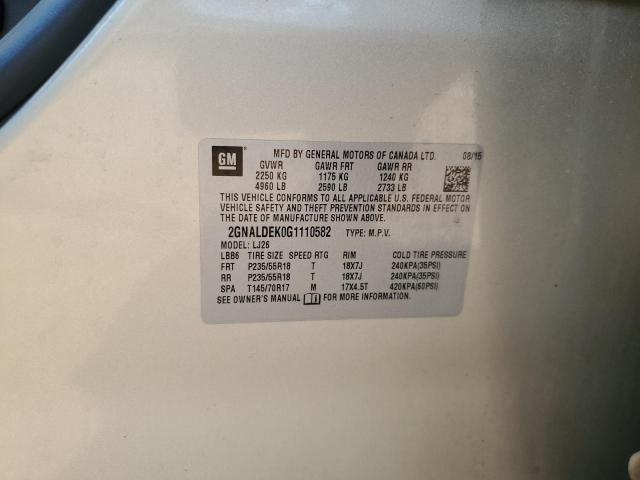 GM
MFD BY GENERAL MOTORS OF CANADA LTD. 08/15
GVWR GAWR FRT GAWR RR
2250 KG 1175 KG 1240 KG
4960 LB 2590 LB 2733 LB
THIS VEHICLE CONFORMS TO ALL APPLICABLE U.S. FEDERAL MOTOR
VEHICLE SAFETY AND THEFT PREVENTION STANDARDS IN EFFECT ON
THE DATE OF MANUFACTURE SHOWN ABOVE.
2GNALDEK0G1110582 TYPE: M.P.V.
MODEL: LJ26
LBB6 TIRE SIZE SPEED RTG RIM COLD TIRE PRESSURE
FRT P235/55R18 T 18X7J 240KPA(35PSI)
RR P235/55R18 T 18X7J 240KPA(35PSI)
SPA T145/70R17 M 17X4.5T 420KPA(60PSI)
SEE OWNER'S MANUAL FOR MORE INFORMATION.